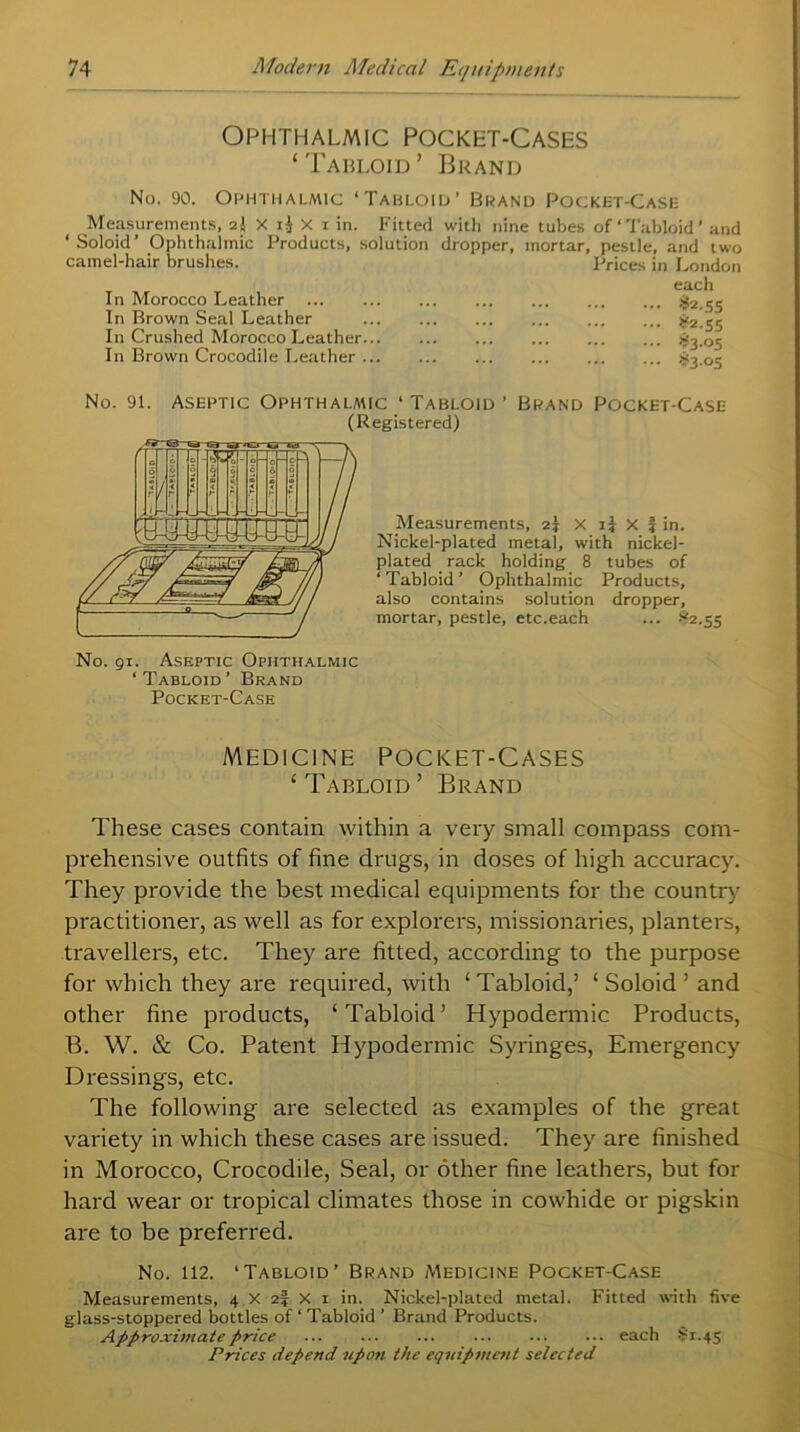 74 Modern Medical Equipments
OPHTHALMIC POCKET-CASES
‘TABLOID’ BRAND
No. 90. OPHTHALMIC ‘TABLOID’ BRAND POCKET-CASE
Measurements, 2¼ × 1½ × 1 in. Fitted with nine tubes of ‘Tabloid’ and
‘Soloid’ Ophthalmic Products, solution dropper, mortar, pestle, and two
camel-hair brushes. Prices in London
each
In Morocco Leather ... ... ... ... ... ... ... $2.55
In Brown Seal Leather ... ... ... ... ... ... $2.55
In Crushed Morocco Leather... ... ... ... ... ... $3.05
In Brown Crocodile Leather ... ... ... ... ... ... $3.05
No. 91. ASEPTIC OPHTHALMIC ‘TABLOID’ BRAND POCKET-CASE
(Registered)
TABLOID TABLOID TABLOID TABLOID TABLOID TABLOID
Measurements, 2¼ × 1¼ × ¾ in.
Nickel-plated metal, with nickel-
plated rack holding 8 tubes of
‘Tabloid’ Ophthalmic Products,
also contains solution dropper,
mortar, pestle, etc.each ... $2.55
No. 91. ASEPTIC OPHTHALMIC
‘TABLOID’ BRAND
POCKET-CASE
MEDICINE POCKET-CASES
‘TABLOID’ BRAND
These cases contain within a very small compass com-
prehensive outfits of fine drugs, in doses of high accuracy.
They provide the best medical equipments for the country
practitioner, as well as for explorers, missionaries, planters,
travellers, etc. They are fitted, according to the purpose
for which they are required, with ‘Tabloid,’ ‘Soloid’ and
other fine products, ‘Tabloid’ Hypodermic Products,
B. W. & Co. Patent Hypodermic Syringes, Emergency
Dressings, etc.
The following are selected as examples of the great
variety in which these cases are issued. They are finished
in Morocco, Crocodile, Seal, or other fine leathers, but for
hard wear or tropical climates those in cowhide or pigskin
are to be preferred.
No. 112. ‘TABLOID’ BRAND MEDICINE POCKET-CASE
Measurements, 4 × 2¾ × 1 in. Nickel-plated metal. Fitted with five
glass-stoppered bottles of ‘Tabloid’ Brand Products.
Approximate price ... ... ... ... ... ... each $1.45
Prices depend upon the equipment selected